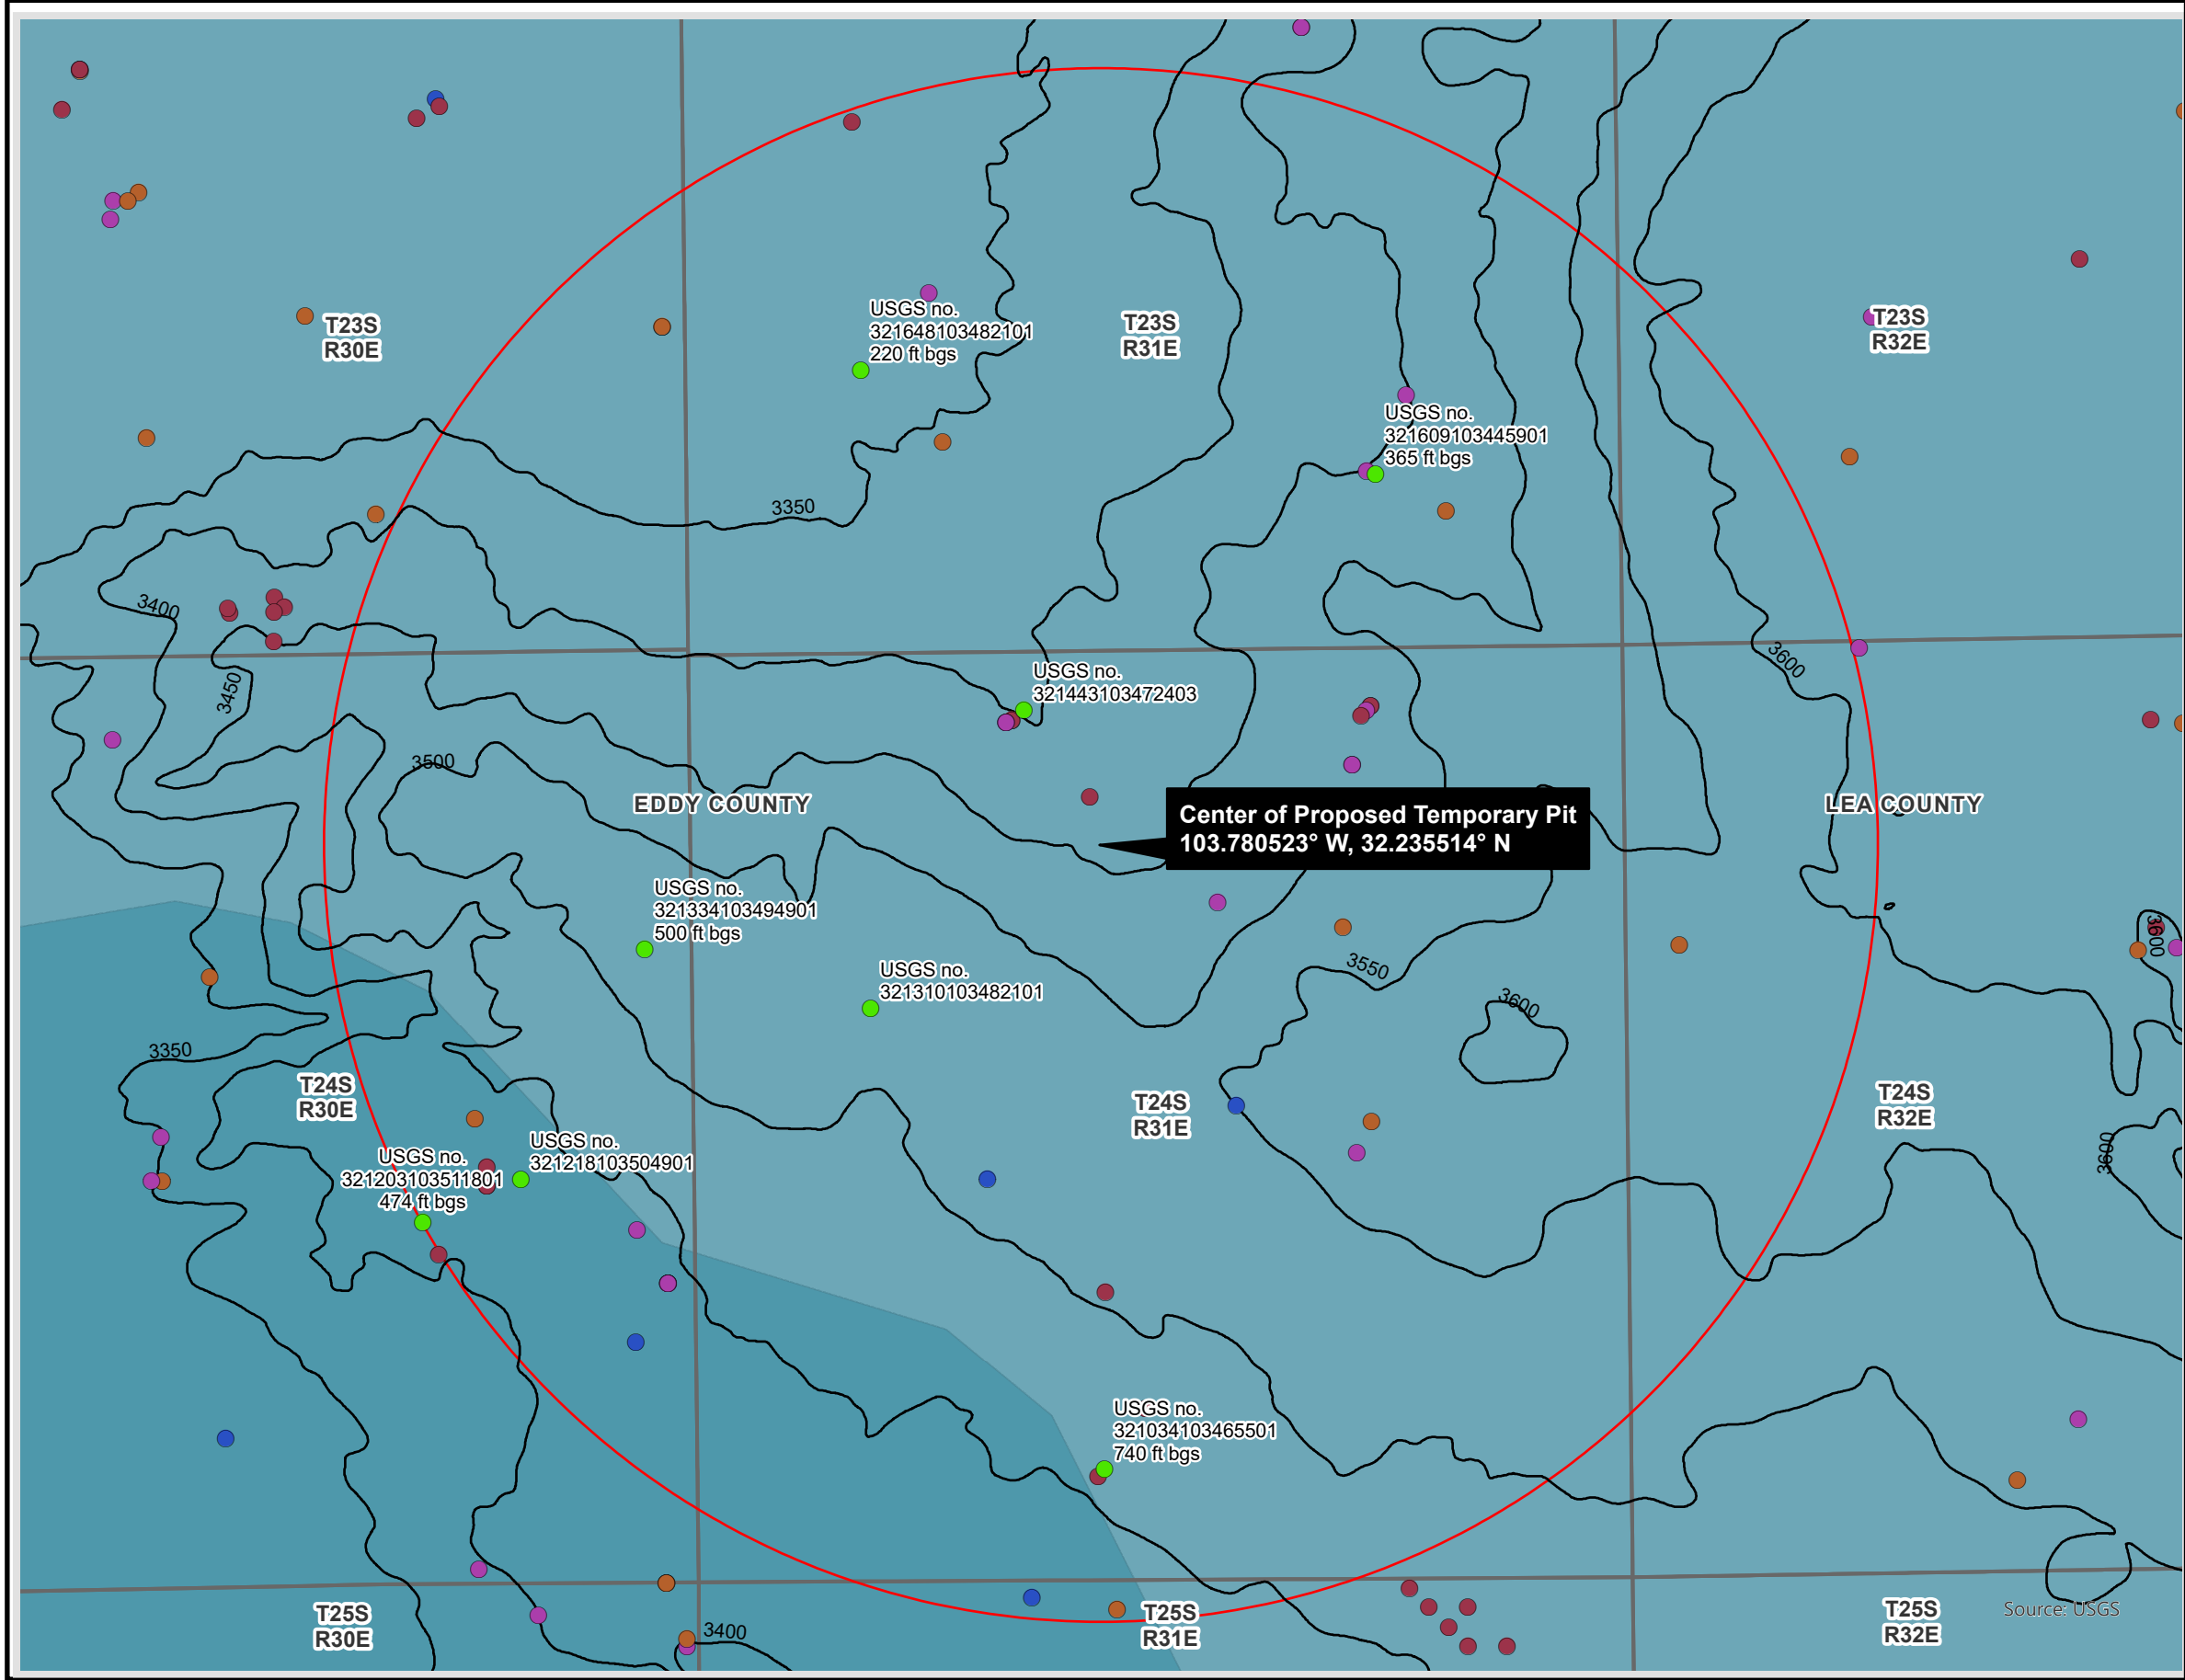 T23S
R30E
USGS no.
321648103482101
220 ft bgs
T23S
R31E
T23S
R32E
USGS no.
321609103445901
365 ft bgs
3350
3400
3450
3500
3600
USGS no.
321443103472403
EDDY COUNTY
LEA COUNTY
Center of Proposed Temporary Pit
103.780523° W, 32.235514° N
USGS no.
321334103494901
500 ft bgs
USGS no.
321310103482101
3550
3600
3600
3350
T24S
R30E
T24S
R31E
T24S
R32E
3600
USGS no.
321218103504901
USGS no.
321203103511801
474 ft bgs
USGS no.
321034103465501
740 ft bgs
T25S
R30E
3400
T25S
R31E
T25S
R32E
Source: USGS